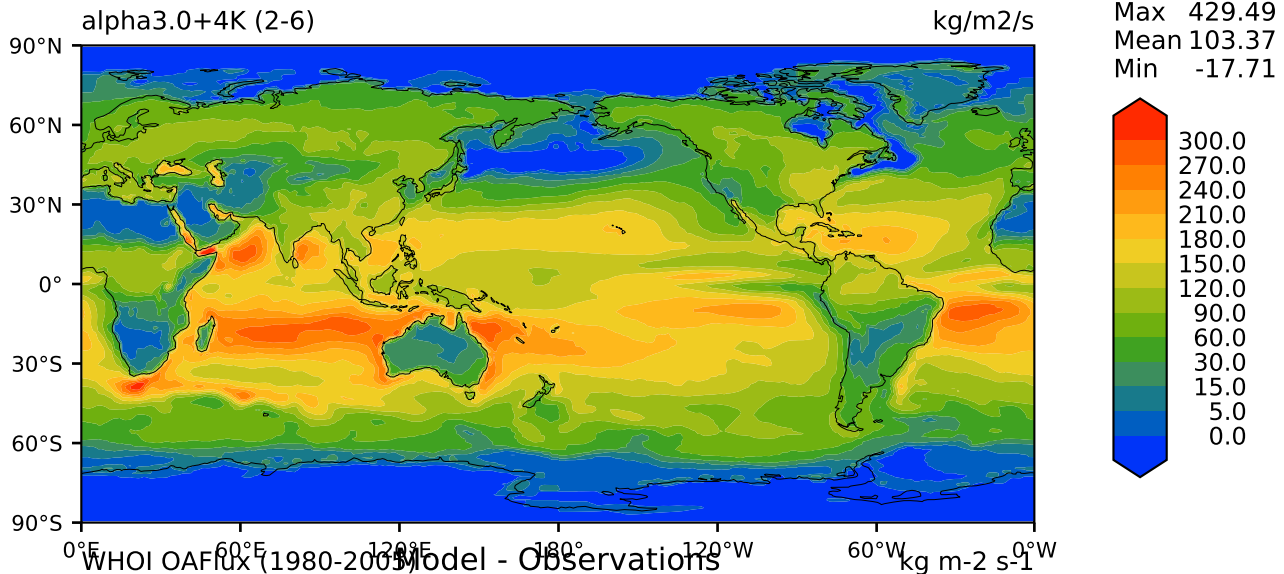 alpha3.0+4K (2-6) kg/m2/s
Max 429.49
Mean 103.37
Min -17.71
90°N
60°N
30°N
0°
30°S
60°S
90°S
300.0
270.0
240.0
210.0
180.0
150.0
120.0
90.0
60.0
30.0
15.0
5.0
0.0
0°E 60°E 120°E 180° 120°W 60°W 0°W
WHOI OAFlux (1980-2005) Model - Observations kg m-2 s-1